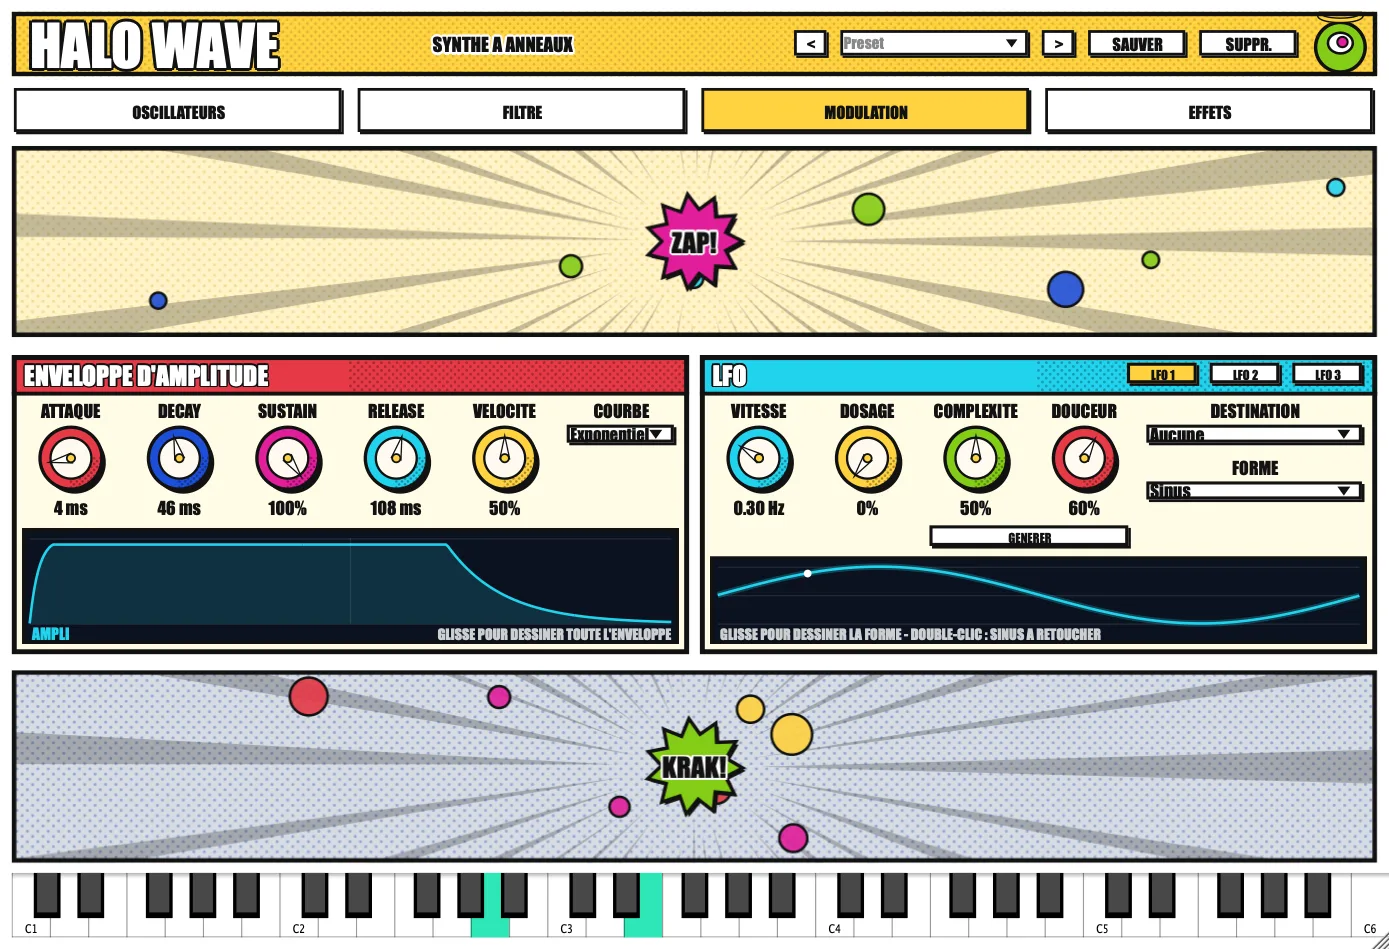 HALO WAVE
SYNTHE A ANNEAUX
<
Preset
>
SAUVER
SUPPR.
OSCILLATEURS
FILTRE
MODULATION
EFFETS
ZAP!
ENVELOPPE D'AMPLITUDE
ATTAQUE
DECAY
SUSTAIN
RELEASE
VELOCITE
COURBE
Exponentiel
4 ms
46 ms
100%
108 ms
50%
AMPLI
GLISSE POUR DESSINER TOUTE L'ENVELOPPE
LFO
LFO 1
LFO 2
LFO 3
VITESSE
DOSAGE
COMPLEXITE
DOUCEUR
DESTINATION
Aucune
FORME
Sinus
0.30 Hz
0%
50%
60%
GENERER
GLISSE POUR DESSINER LA FORME - DOUBLE-CLIC : SINUS A RETOUCHER
KRAK!
C1
C2
C3
C4
C5
C6